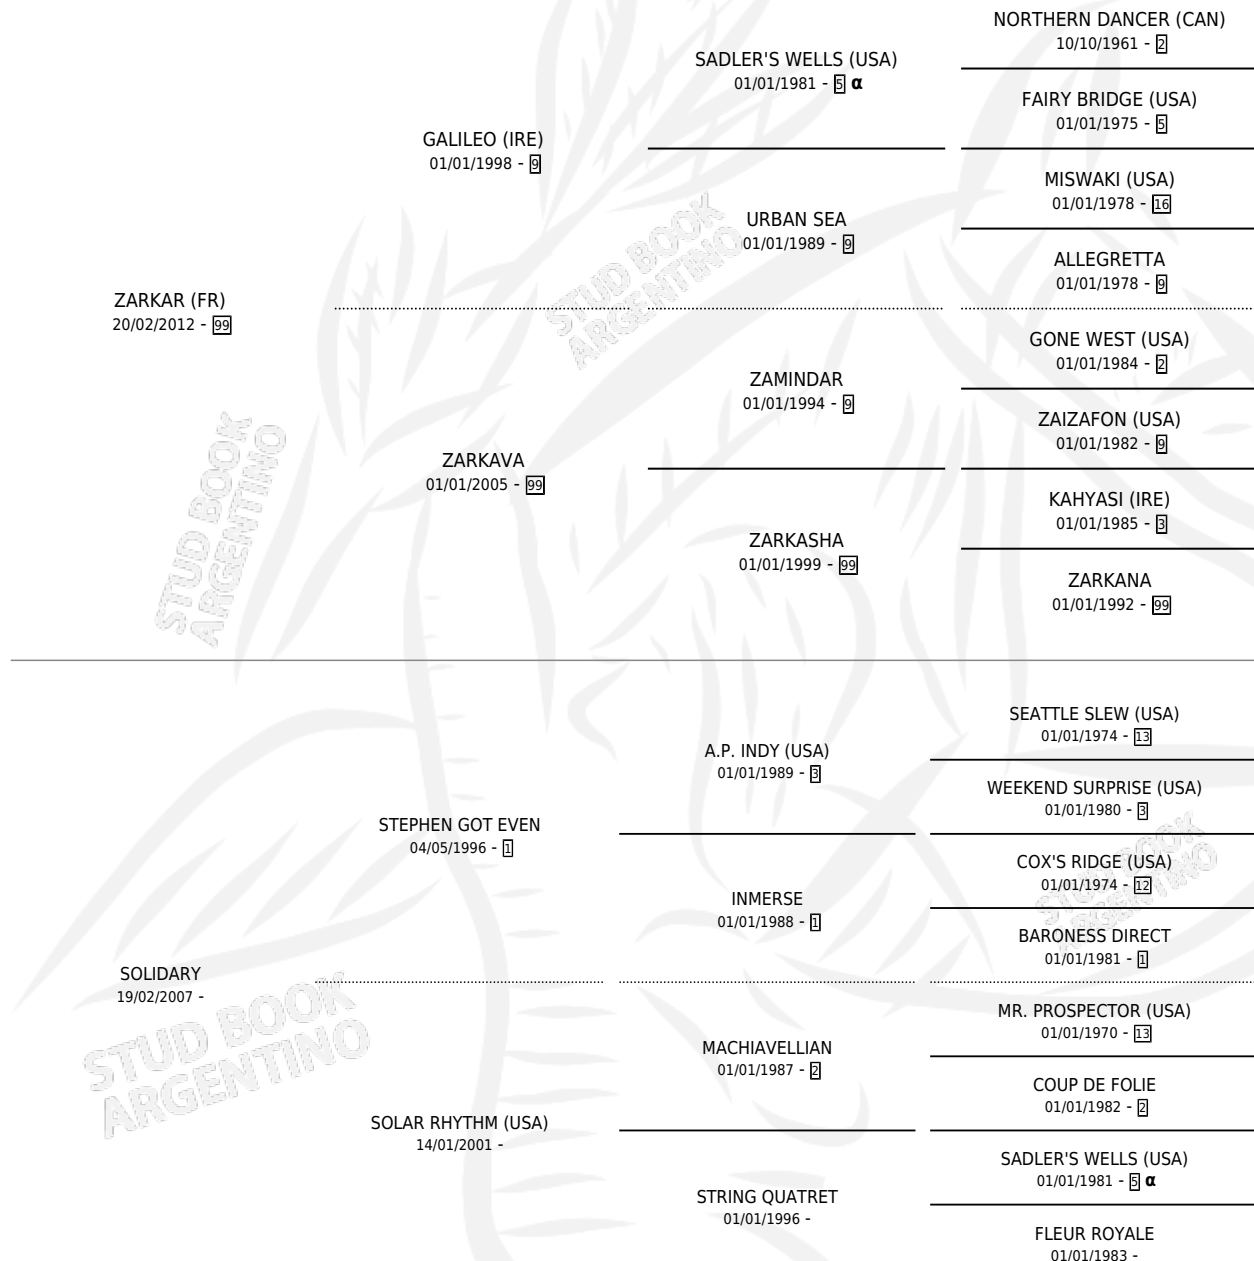 NORTHERN DANCER (CAN)
10/10/1961 - 2
SADLER'S WELLS (USA)
01/01/1981 - 5 α
FAIRY BRIDGE (USA)
01/01/1975 - 5
GALILEO (IRE)
01/01/1998 - 9
MISWAKI (USA)
01/01/1978 - 16
URBAN SEA
01/01/1989 - 9
ALLEGRETTA
01/01/1978 - 9
ZARKAR (FR)
20/02/2012 - 99
GONE WEST (USA)
01/01/1984 - 2
ZAMINDAR
01/01/1994 - 9
ZAIZAFON (USA)
01/01/1982 - 9
ZARKAVA
01/01/2005 - 99
KAHYASI (IRE)
01/01/1985 - 3
ZARKASHA
01/01/1999 - 99
ZARKANA
01/01/1992 - 99
SEATTLE SLEW (USA)
01/01/1974 - 13
A.P. INDY (USA)
01/01/1989 - 3
WEEKEND SURPRISE (USA)
01/01/1980 - 3
STEPHEN GOT EVEN
04/05/1996 - 1
COX'S RIDGE (USA)
01/01/1974 - 12
INMERSE
01/01/1988 - 1
BARONESS DIRECT
01/01/1981 - 1
SOLIDARY
19/02/2007 -
MR. PROSPECTOR (USA)
01/01/1970 - 13
MACHIAVELLIAN
01/01/1987 - 2
COUP DE FOLIE
01/01/1982 - 2
SOLAR RHYTHM (USA)
14/01/2001 -
SADLER'S WELLS (USA)
01/01/1981 - 5 α
STRING QUATRET
01/01/1996 -
FLEUR ROYALE
01/01/1983 -
STUD BOOK
ARGENTINO
STUD BOOK
ARGENTINO
STUD BOOK
ARGENTINO
STUD BOOK
ARGENTINO